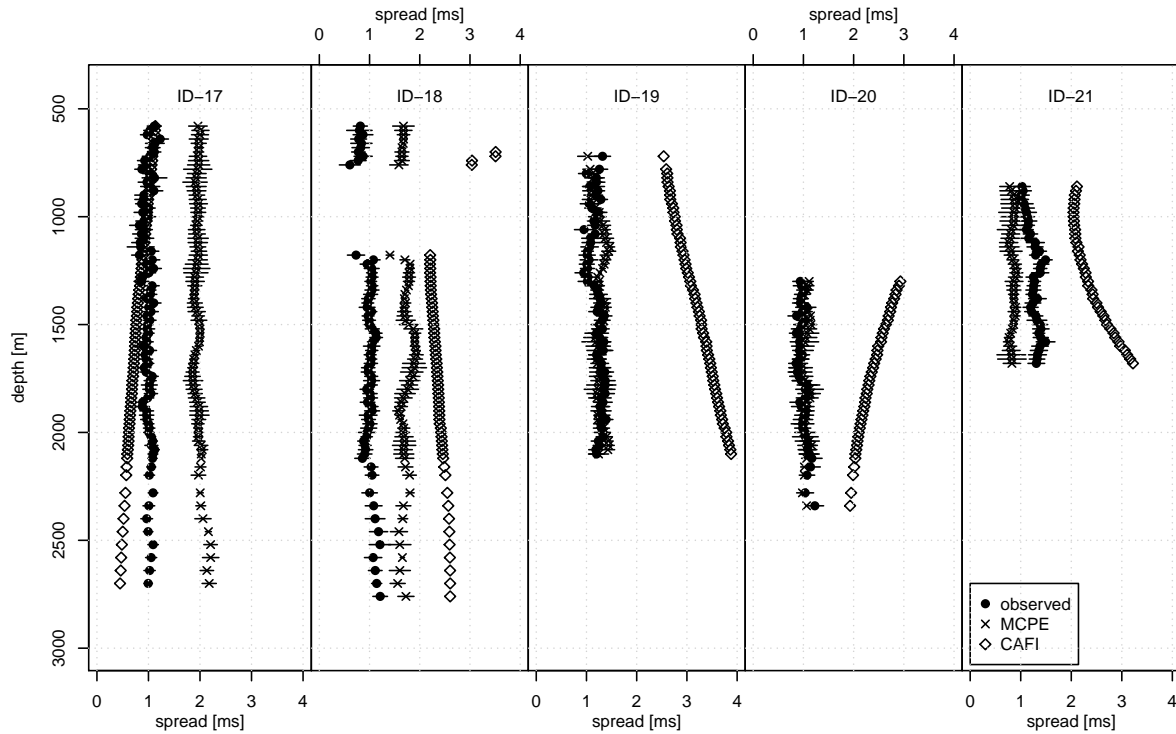 spread [ms]
spread [ms]
0 1 2 3 4
0 1 2 3 4
ID−17
ID−18
ID−19
ID−20
ID−21
500
1000
1500
2000
2500
3000
depth [m]
observed
MCPE
CAFI
0 1 2 3 4
0 1 2 3 4
0 1 2 3 4
spread [ms]
spread [ms]
spread [ms]